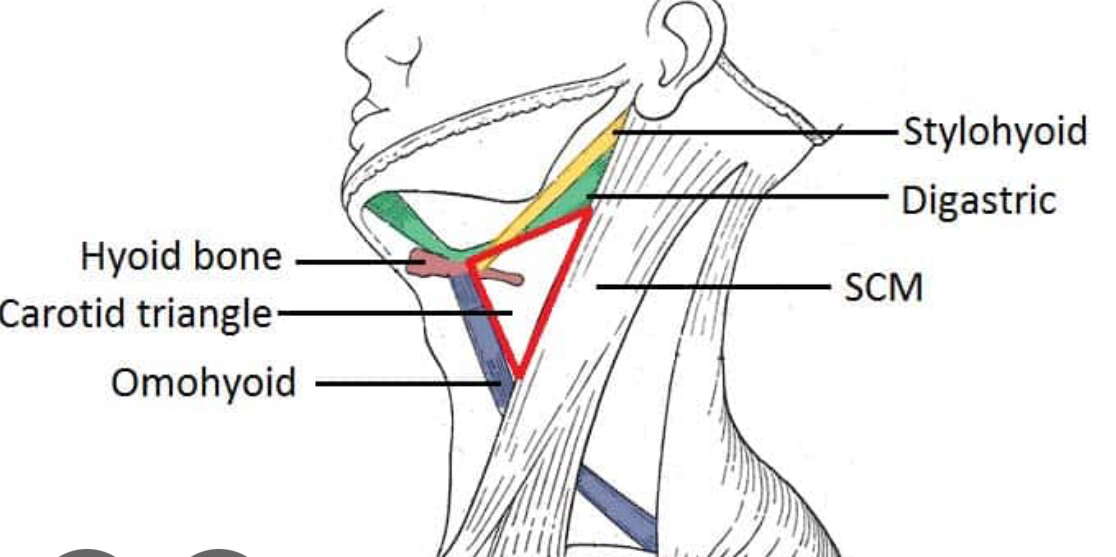 Stylohyoid
Digastric
Hyoid bone
SCM
Carotid triangle
Omohyoid